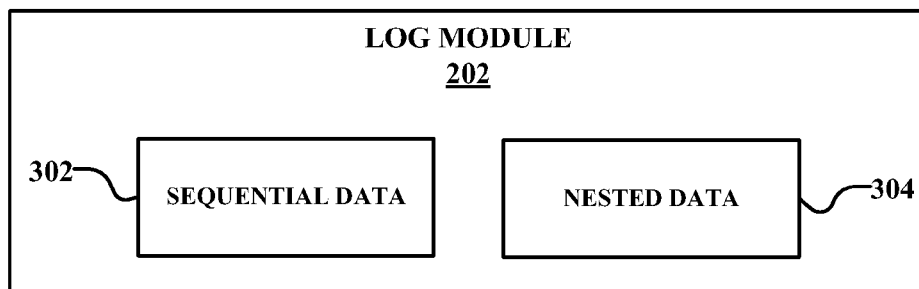 LOG MODULE
202
302
SEQUENTIAL DATA
NESTED DATA
304